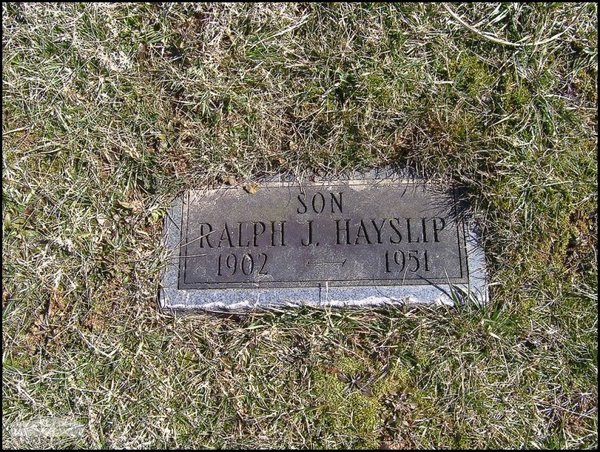 SON
RALPH J. HAYSLIP
1902 — 1951